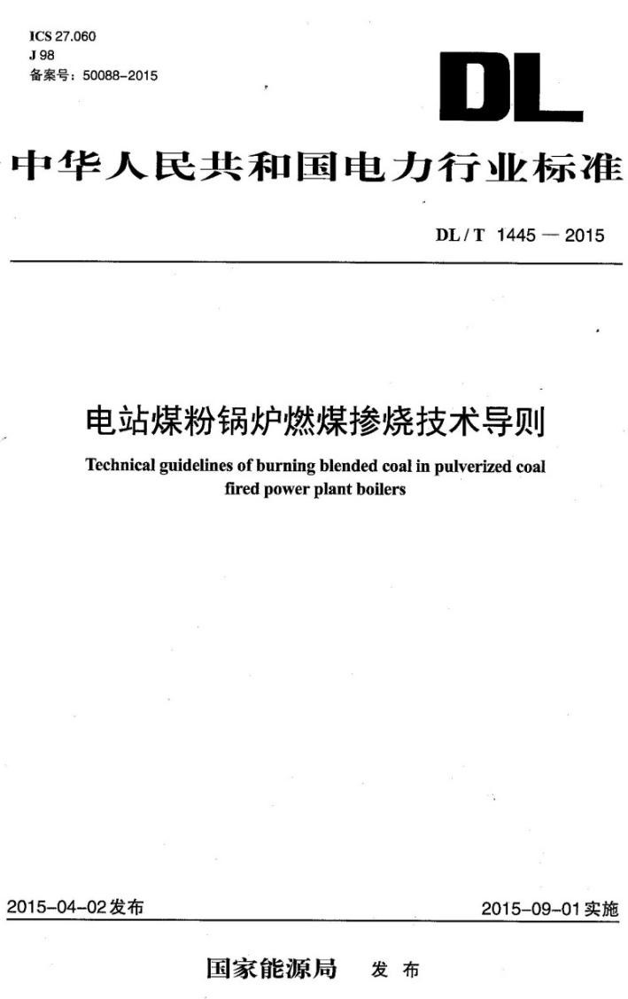 ICS 27.060
J 98
备案号：50088-2015
DL
中华人民共和国电力行业标准
DL/T 1445 — 2015
电站煤粉锅炉燃煤掺烧技术导则
Technical guidelines of burning blended coal in pulverized coal
fired power plant boilers
2015-04-02发布
2015-09-01实施
国家能源局 发布